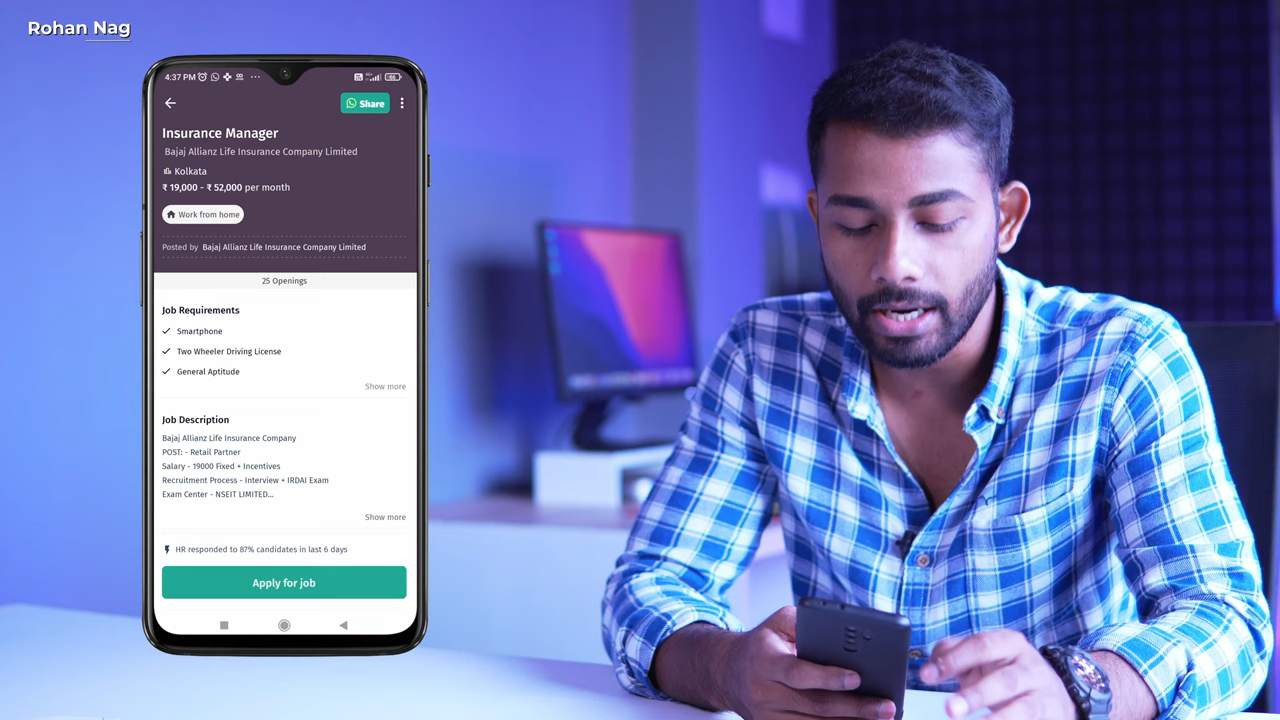 Rohan Nag
4:37 PM
Share
Insurance Manager
Bajaj Allianz Life Insurance Company Limited
Kolkata
₹ 19,000 - ₹ 52,000 per month
Work from home
Posted by Bajaj Allianz Life Insurance Company Limited
25 Openings
Job Requirements
Smartphone
Two Wheeler Driving License
General Aptitude
Show more
Job Description
Bajaj Allianz Life Insurance Company
POST: - Retail Partner
Salary - 19000 Fixed + Incentives
Recruitment Process - Interview + IRDAI Exam
Exam Center - NSEIT LIMITED...
Show more
HR responded to 87% candidates in last 6 days
Apply for job